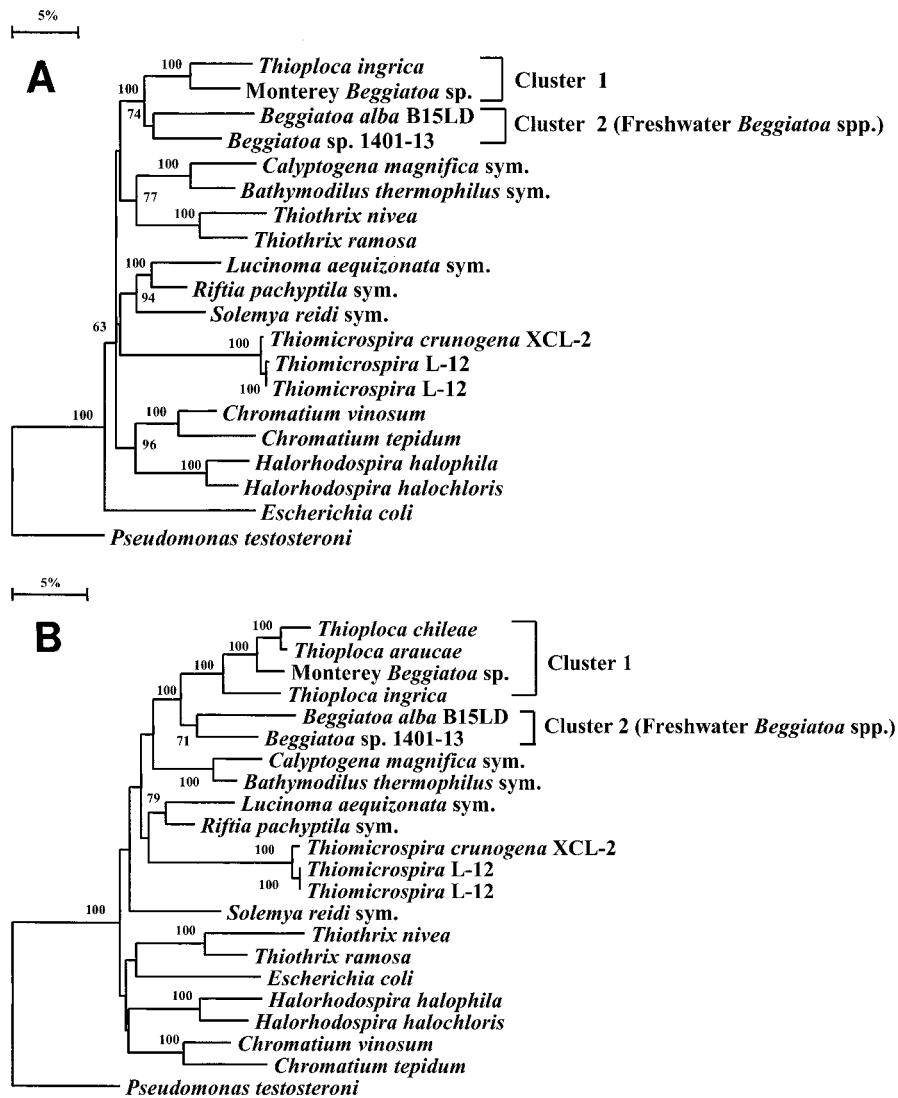 5%
A
100
Thioploca ingrica
Monterey Beggiatoa sp.
Cluster 1
100
74
Beggiatoa alba B15LD
Beggiatoa sp. 1401-13
Cluster 2 (Freshwater Beggiatoa spp.)
100
Calyptogena magnifica sym.
Bathymodilus thermophilus sym.
77
100
Thiothrix nivea
Thiothrix ramosa
100
Lucinoma aequizonata sym.
Riftia pachyptila sym.
94
Solemya reidi sym.
63
100
Thiomicrospira crunogena XCL-2
Thiomicrospira L-12
100
Thiomicrospira L-12
100
100
Chromatium vinosum
Chromatium tepidum
96
100
Halorhodospira halophila
Halorhodospira halochloris
Escherichia coli
Pseudomonas testosteroni
5%
B
100
Thioploca chileae
Thioploca araucae
100
Monterey Beggiatoa sp.
100
Thioploca ingrica
Cluster 1
100
Beggiatoa alba B15LD
71
Beggiatoa sp. 1401-13
Cluster 2 (Freshwater Beggiatoa spp.)
Calyptogena magnifica sym.
100
Bathymodilus thermophilus sym.
79
Lucinoma aequizonata sym.
Riftia pachyptila sym.
100
Thiomicrospira crunogena XCL-2
Thiomicrospira L-12
100
Thiomicrospira L-12
100
Solemya reidi sym.
100
Thiothrix nivea
Thiothrix ramosa
Escherichia coli
100
Halorhodospira halophila
Halorhodospira halochloris
100
Chromatium vinosum
Chromatium tepidum
Pseudomonas testosteroni